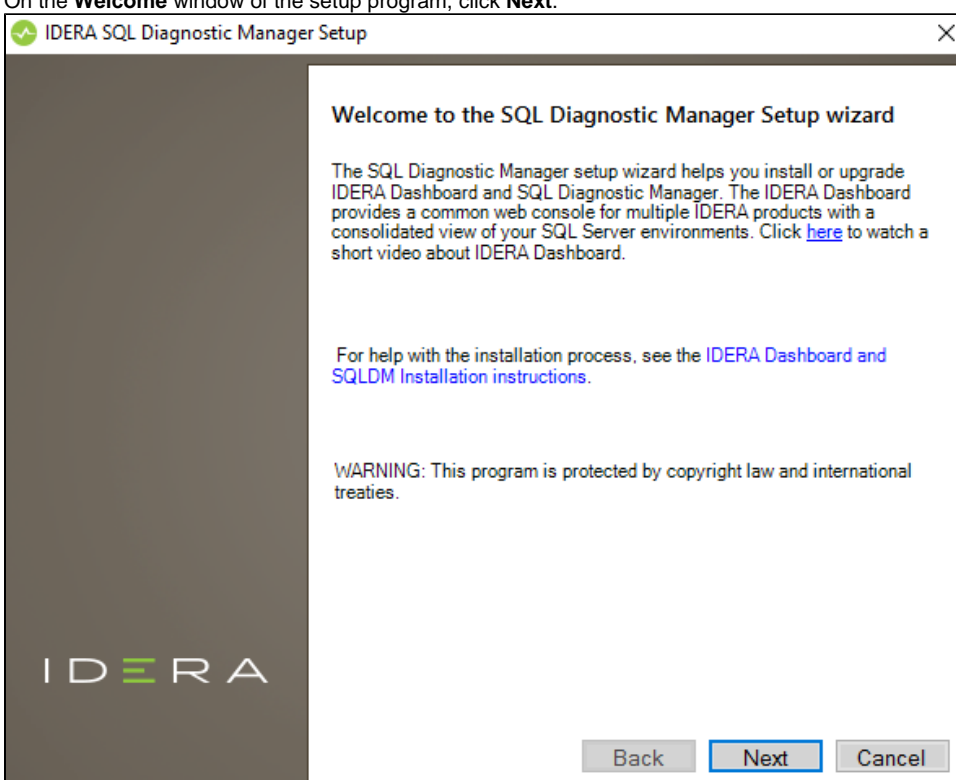 On the Welcome window of the setup program, click Next.
IDERA SQL Diagnostic Manager Setup
Welcome to the SQL Diagnostic Manager Setup wizard
The SQL Diagnostic Manager setup wizard helps you install or upgrade
IDERA Dashboard and SQL Diagnostic Manager. The IDERA Dashboard
provides a common web console for multiple IDERA products with a
consolidated view of your SQL Server environments. Click here to watch a
short video about IDERA Dashboard.
For help with the installation process, see the IDERA Dashboard and
SQLDM Installation instructions.
WARNING: This program is protected by copyright law and international
treaties.
IDERA
Back Next Cancel